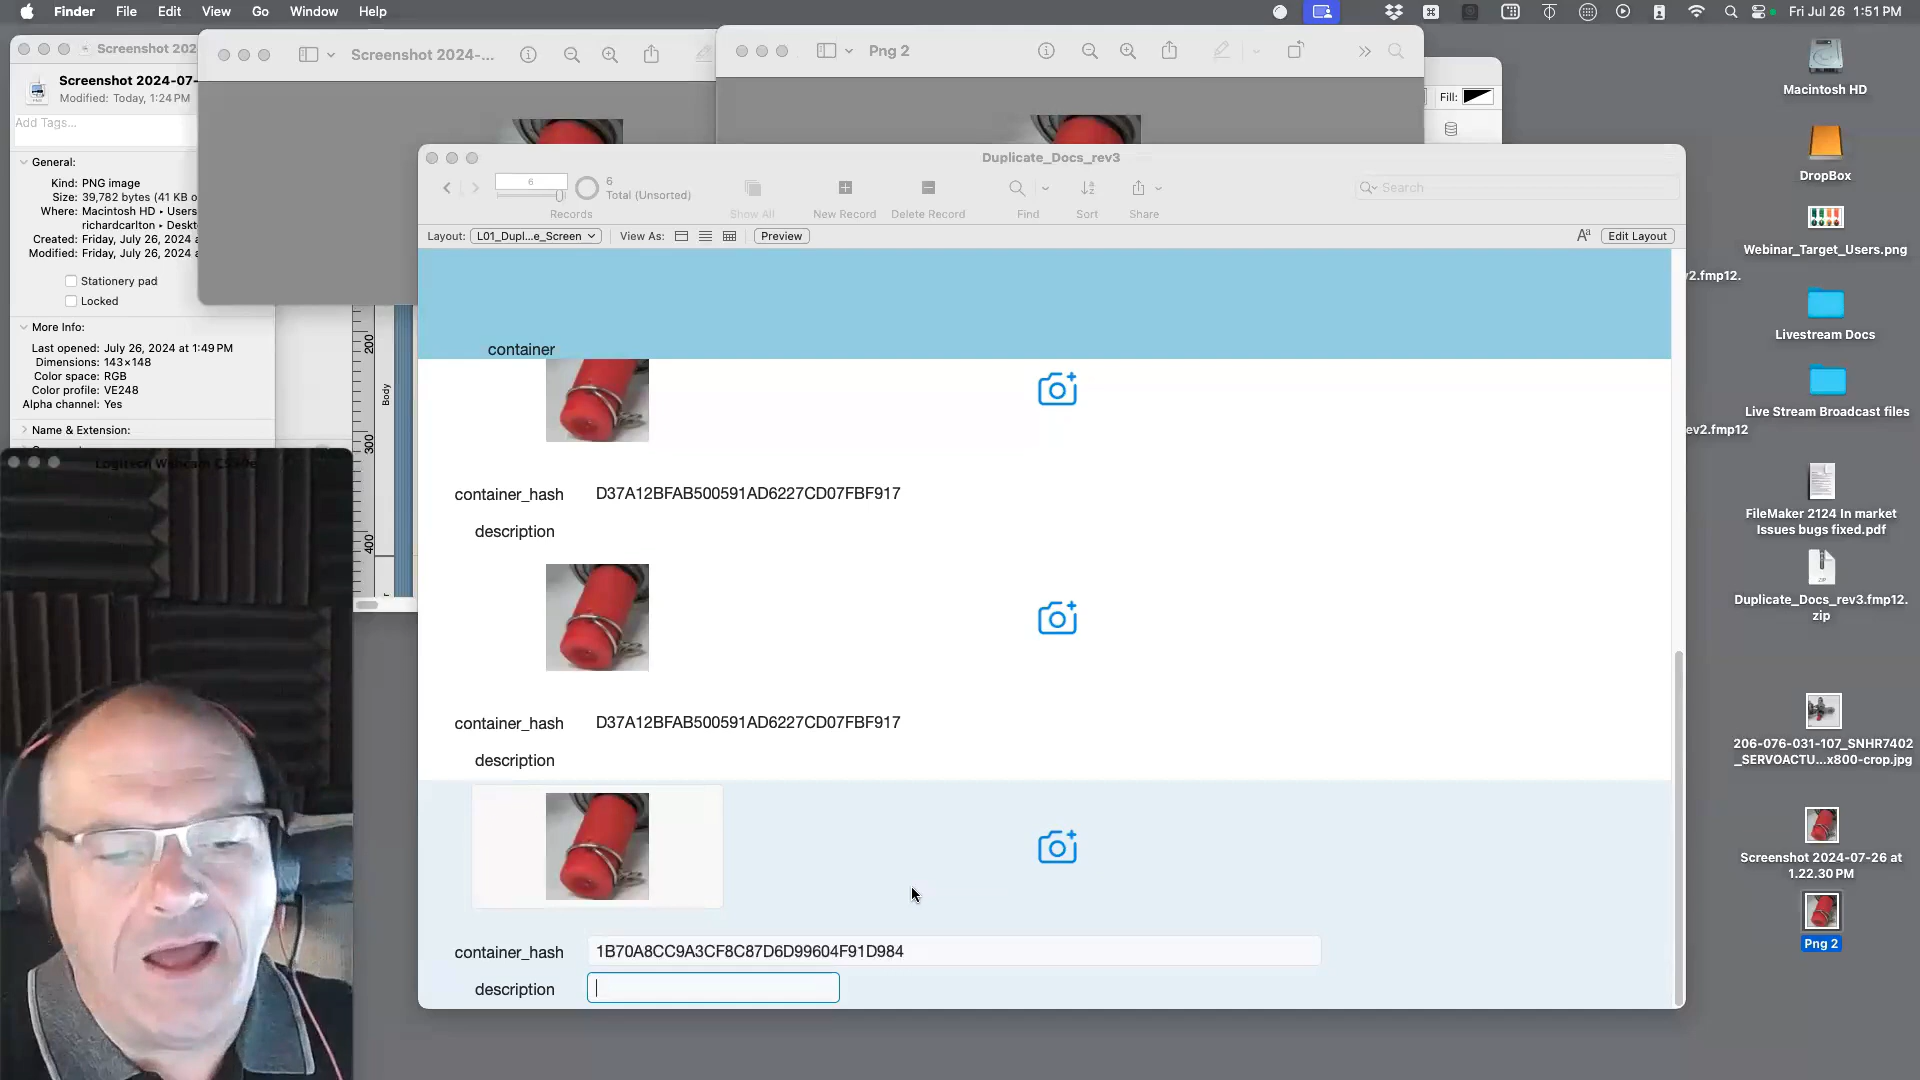 Finder File Edit View Go Window Help
Fri Jul 26 1:51 PM
Screenshot 202
Screenshot 2024-07-
Modified: Today, 1:24 PM
Add Tags...
General:
Kind: PNG image
Size: 39,782 bytes (41 KB o
Where: Macintosh HD ▸ Users
richardcarlton ▸ Deskt
Created: Friday, July 26, 2024 a
Modified: Friday, July 26, 2024 a
Stationery pad
Locked
More Info:
Last opened: July 26, 2024 at 1:49 PM
Dimensions: 143×148
Color space: RGB
Color profile: VE248
Alpha channel: Yes
Name & Extension:
Screenshot 2024-...
Png 2
Fill:
200
Body
300
400
Duplicate_Docs_rev3
6
6
Total (Unsorted)
Records
Show All
New Record
Delete Record
Find
Sort
Share
Search
Layout: L01_Dupl...e_Screen View As: Preview
Edit Layout
container
container_hash D37A12BFAB500591AD6227CD07FBF917
description
container_hash D37A12BFAB500591AD6227CD07FBF917
description
container_hash 1B70A8CC9A3CF8C87D6D99604F91D984
description
Macintosh HD
DropBox
Webinar_Target_Users.png
v2.fmp12.
Livestream Docs
Live Stream Broadcast files
ev2.fmp12
FileMaker 2124 In market
Issues bugs fixed.pdf
ZIP
Duplicate_Docs_rev3.fmp12.
zip
206-076-031-107_SNHR7402
_SERVOACTU...x800-crop.jpg
Screenshot 2024-07-26 at
1.22.30 PM
Png 2